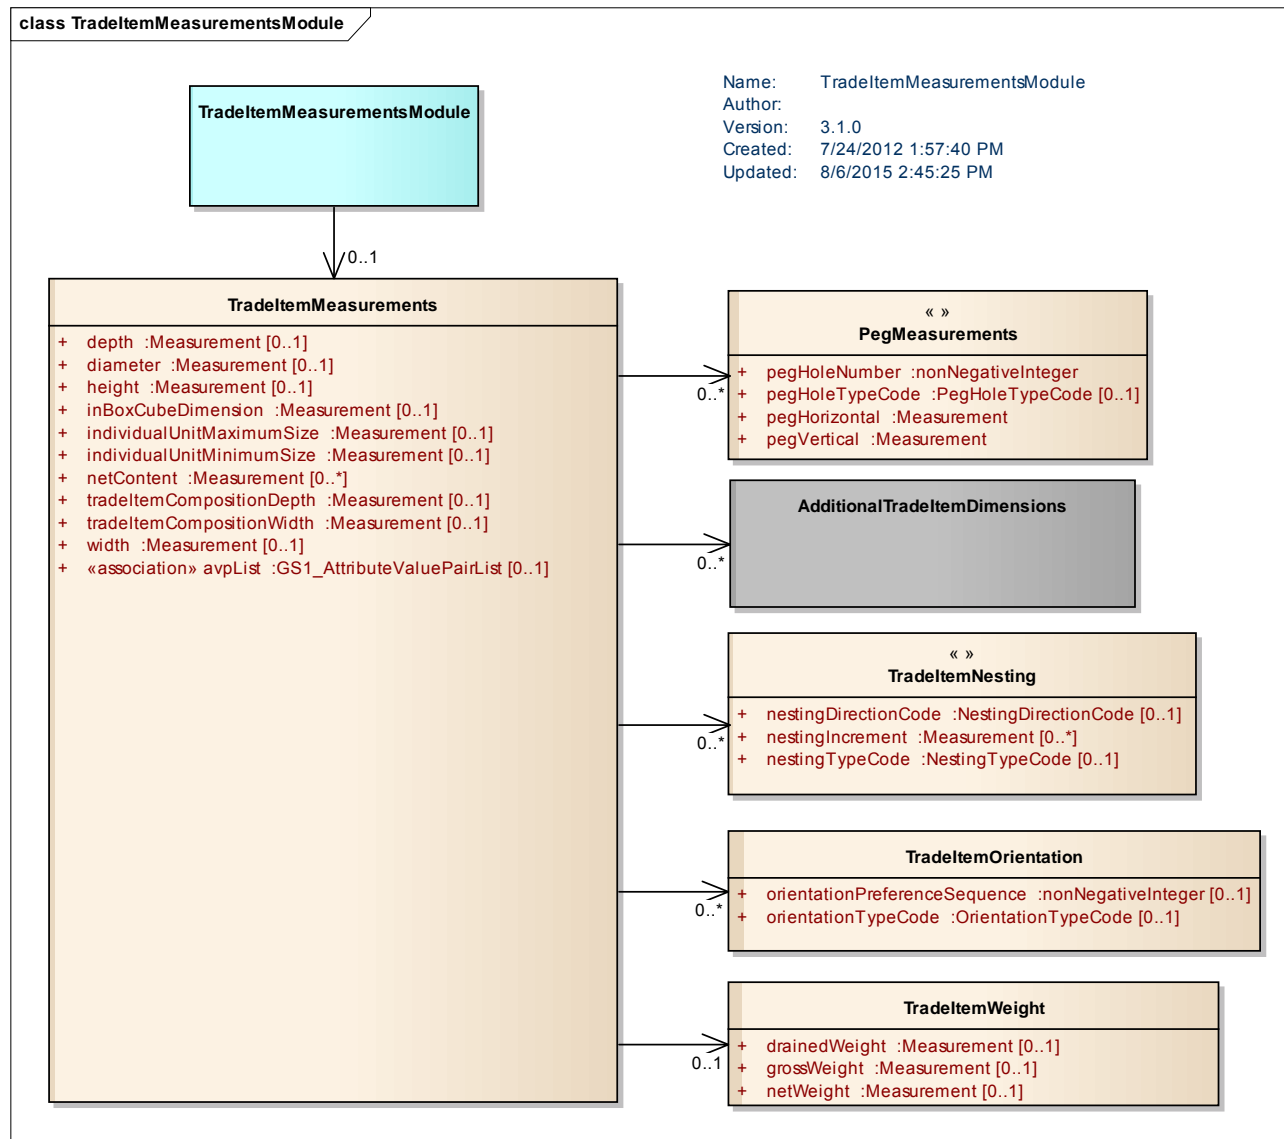 class TradeItemMeasurementsModule
Name: TradeItemMeasurementsModule
Author:
Version: 3.1.0
Created: 7/24/2012 1:57:40 PM
Updated: 8/6/2015 2:45:25 PM
TradeItemMeasurementsModule
0..1
TradeItemMeasurements
+ depth :Measurement [0..1]
+ diameter :Measurement [0..1]
+ height :Measurement [0..1]
+ inBoxCubeDimension :Measurement [0..1]
+ individualUnitMaximumSize :Measurement [0..1]
+ individualUnitMinimumSize :Measurement [0..1]
+ netContent :Measurement [0..*]
+ tradeItemCompositionDepth :Measurement [0..1]
+ tradeItemCompositionWidth :Measurement [0..1]
+ width :Measurement [0..1]
+ «association» avpList :GS1_AttributeValuePairList [0..1]
0..*
« »
PegMeasurements
+ pegHoleNumber :nonNegativeInteger
+ pegHoleTypeCode :PegHoleTypeCode [0..1]
+ pegHorizontal :Measurement
+ pegVertical :Measurement
0..*
AdditionalTradeItemDimensions
0..*
« »
TradeItemNesting
+ nestingDirectionCode :NestingDirectionCode [0..1]
+ nestingIncrement :Measurement [0..*]
+ nestingTypeCode :NestingTypeCode [0..1]
0..*
TradeItemOrientation
+ orientationPreferenceSequence :nonNegativeInteger [0..1]
+ orientationTypeCode :OrientationTypeCode [0..1]
0..1
TradeItemWeight
+ drainedWeight :Measurement [0..1]
+ grossWeight :Measurement [0..1]
+ netWeight :Measurement [0..1]